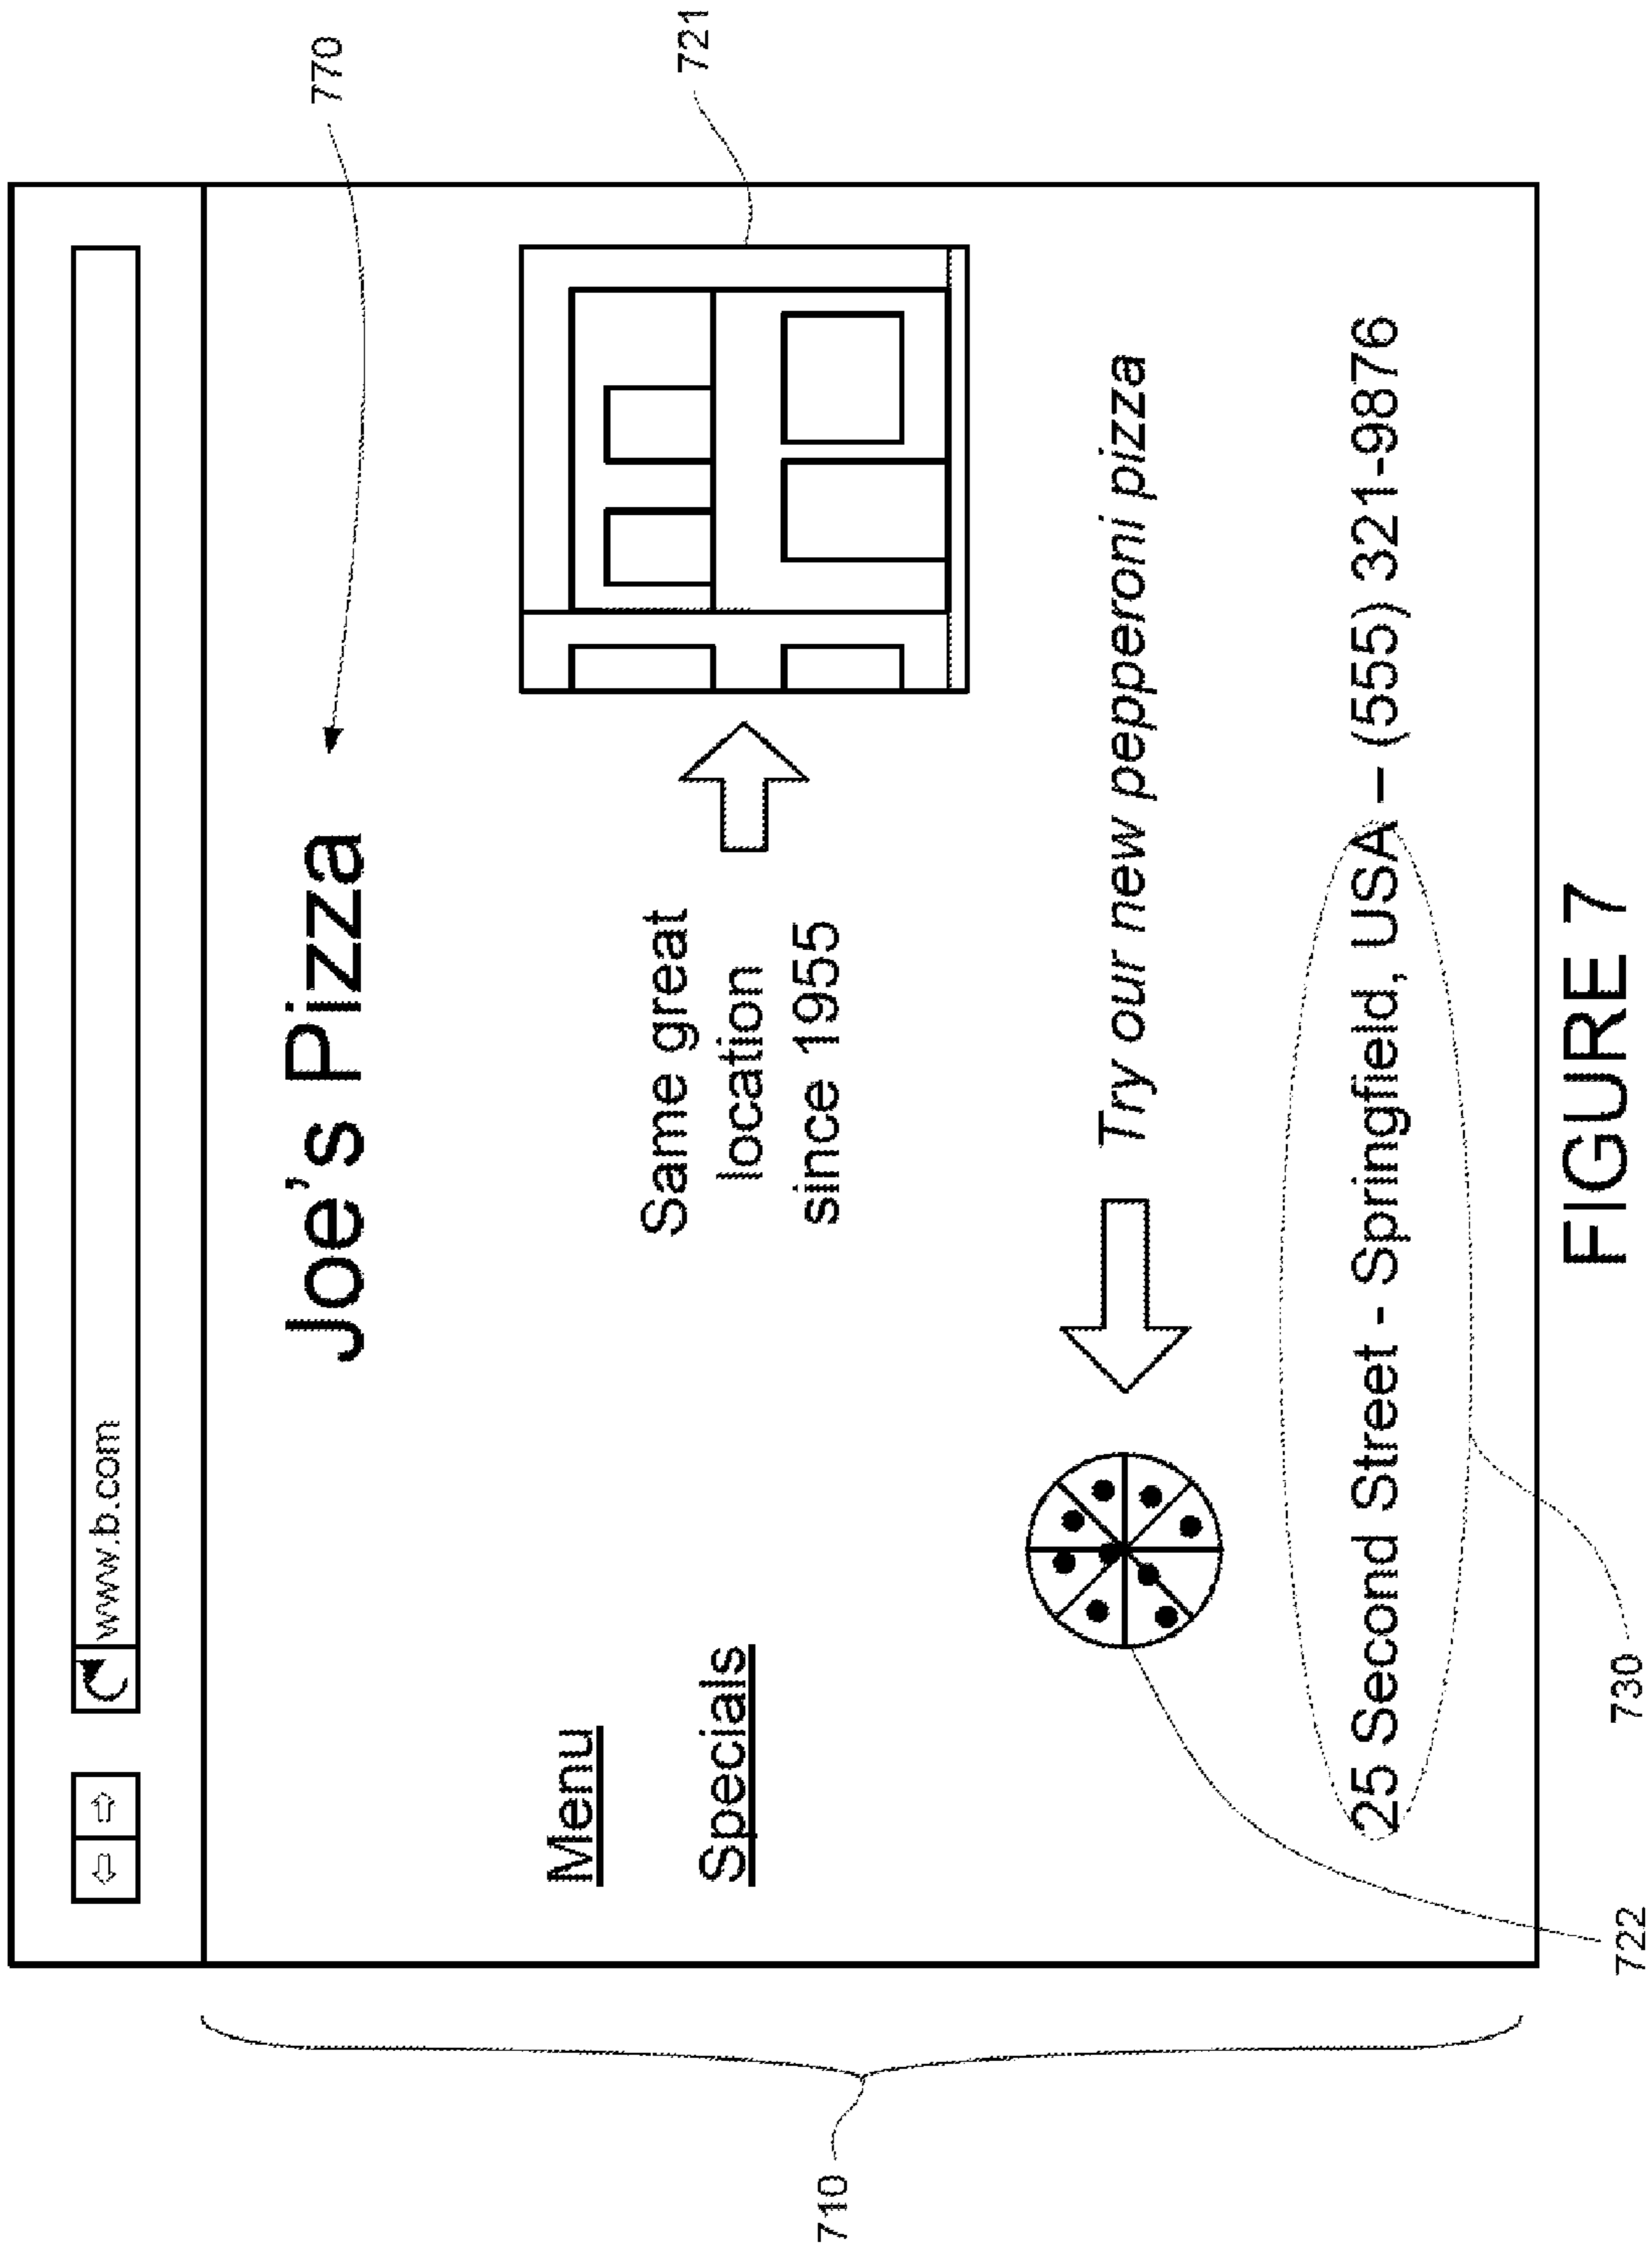 www.b.com
Joe's Pizza
770
Menu
Specials
Same great
location
since 1955
721
710
Try our new pepperoni pizza
25 Second Street - Springfield, USA – (555) 321-9876
722
730
FIGURE 7